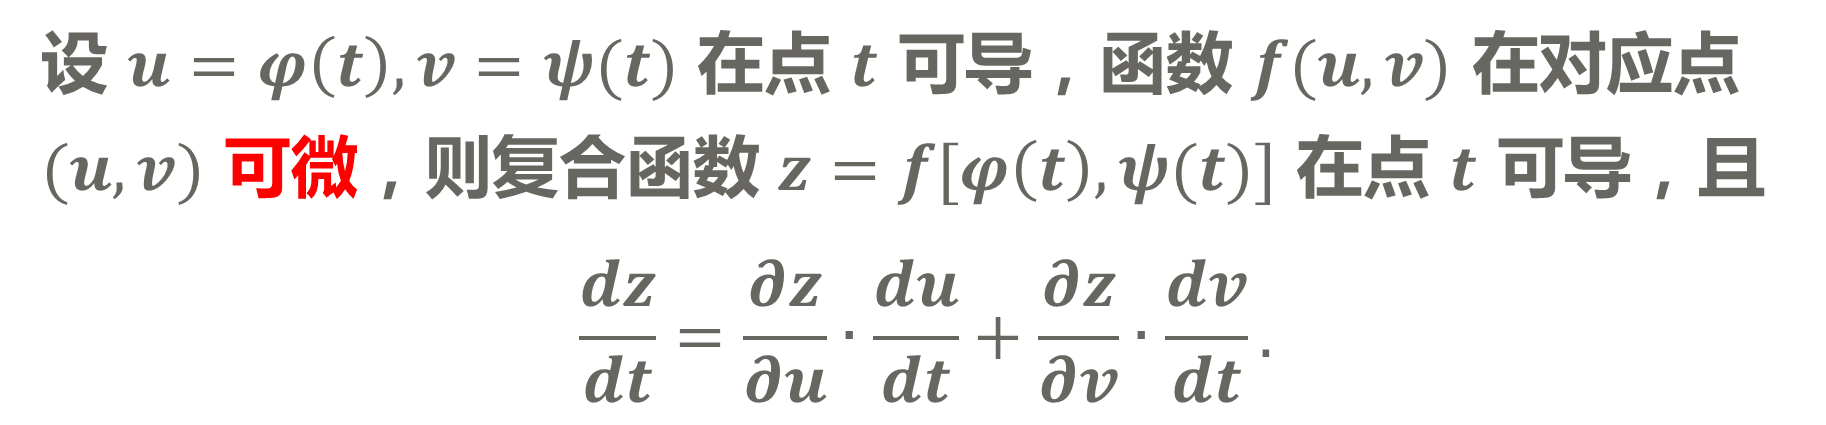 设 u = φ(t), v = ψ(t) 在点 t 可导，函数 f(u, v) 在对应点
(u, v) 可微，则复合函数 z = f[φ(t), ψ(t)] 在点 t 可导，且
dz/dt = ∂z/∂u · du/dt + ∂z/∂v · dv/dt .